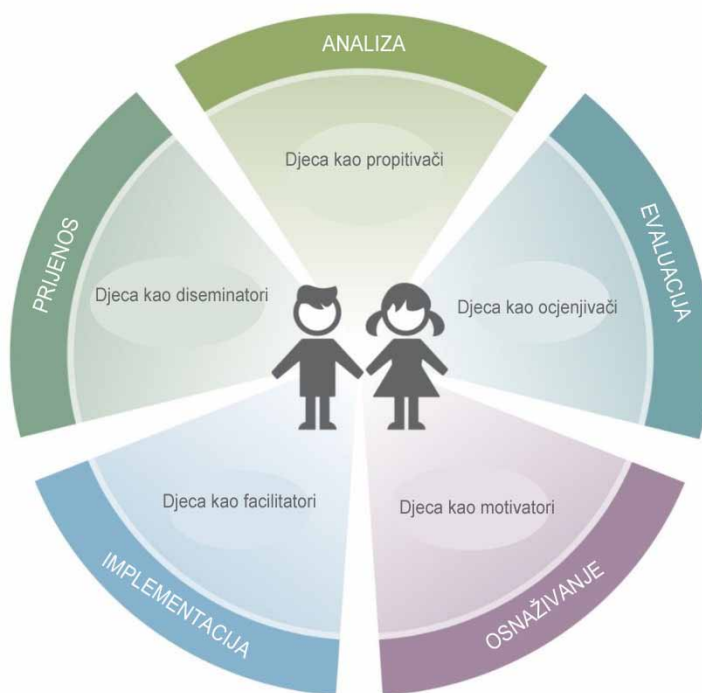 ANALIZA
Djeca kao propitivači
EVALUACIJA
Djeca kao ocjenjivači
OSNAŽIVANJE
Djeca kao motivatori
IMPLEMENTACIJA
Djeca kao facilitatori
PRIJENOS
Djeca kao diseminatori